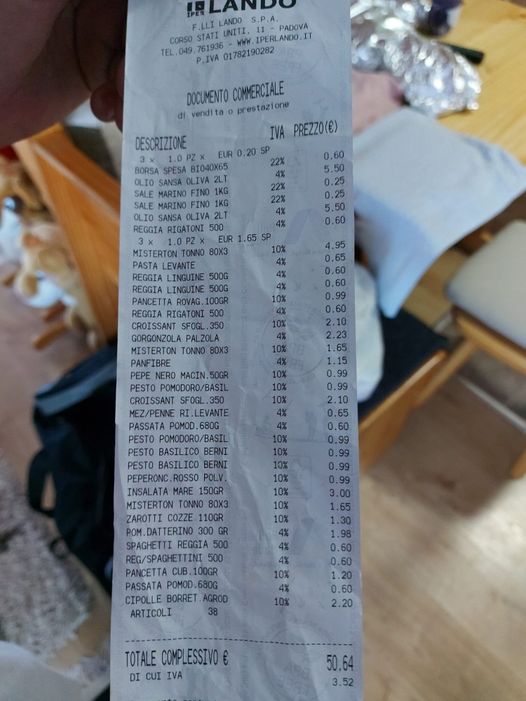 IPER LANDO
F.LLI LANDO S.P.A.
CORSO STATI UNITI, 11 - PADOVA
TEL.049.761936 - WWW.IPERLANDO.IT
P.IVA 01782190282
DOCUMENTO COMMERCIALE
di vendita o prestazione
DESCRIZIONE IVA PREZZO(€)
3 x 1.0 PZ x EUR 0.20 SP
BORSA SPESA BIO40X65 22% 0.60
OLIO SANSA OLIVA 2LT 4% 5.50
SALE MARINO FINO 1KG 22% 0.25
SALE MARINO FINO 1KG 22% 0.25
OLIO SANSA OLIVA 2LT 4% 5.50
REGGIA RIGATONI 500 4% 0.60
3 x 1.0 PZ x EUR 1.65 SP
MISTERTON TONNO 80X3 10% 4.95
PASTA LEVANTE 4% 0.65
REGGIA LINGUINE 500G 4% 0.60
REGGIA LINGUINE 500G 4% 0.60
PANCETTA ROVAG.100GR 10% 0.99
REGGIA RIGATONI 500 4% 0.60
CROISSANT SFOGL.350 10% 2.10
GORGONZOLA PALZOLA 4% 2.23
MISTERTON TONNO 80X3 10% 1.65
PANFIBRE 4% 1.15
PEPE NERO MACIN.50GR 10% 0.99
PESTO POMODORO/BASIL 10% 0.99
CROISSANT SFOGL.350 10% 2.10
MEZ/PENNE RI.LEVANTE 4% 0.65
PASSATA POMOD.680G 4% 0.60
PESTO POMODORO/BASIL 10% 0.99
PESTO BASILICO BERNI 10% 0.99
PESTO BASILICO BERNI 10% 0.99
PEPERONC.ROSSO POLV. 10% 0.99
INSALATA MARE 150GR 10% 3.00
MISTERTON TONNO 80X3 10% 1.65
ZAROTTI COZZE 110GR 10% 1.30
POM.DATTERINO 300 GR 4% 1.98
SPAGHETTI REGGIA 500 4% 0.60
REG/SPAGHETTINI 500 4% 0.60
PANCETTA CUB.100GR 10% 1.20
PASSATA POMOD.680G 4% 0.60
CIPOLLE BORRET.AGROD 10% 2.20
ARTICOLI 38
TOTALE COMPLESSIVO € 50.64
DI CUI IVA 3.52